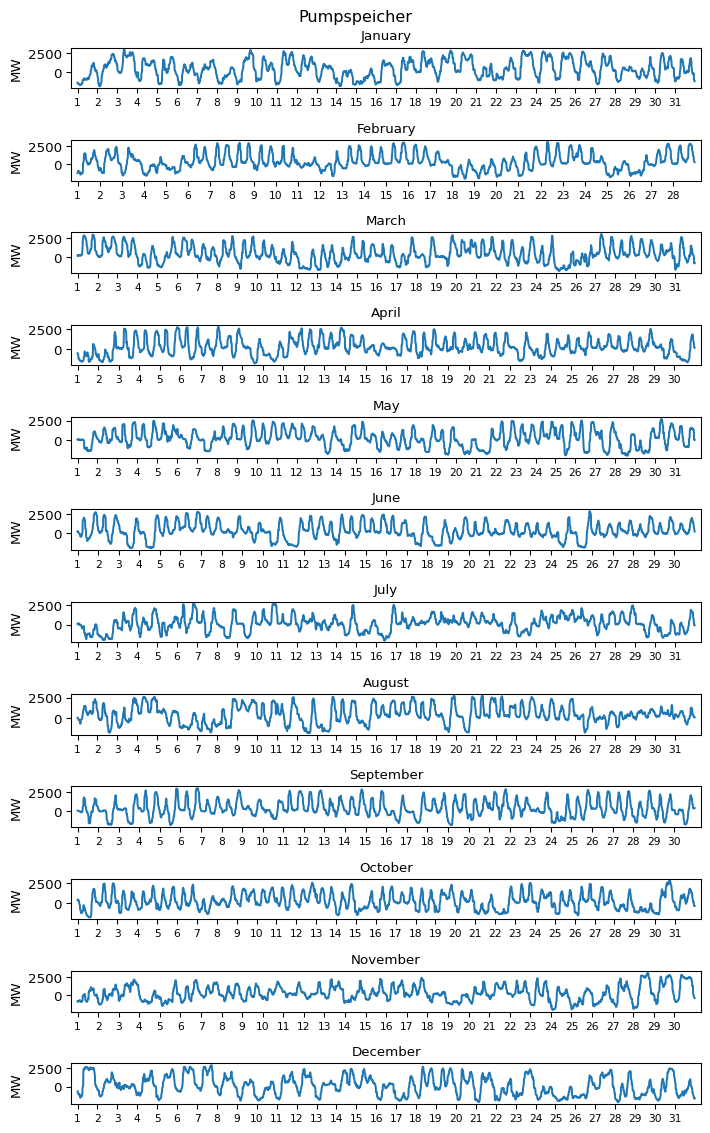 Pumpspeicher
January
2500
0
MW
1 2 3 4 5 6 7 8 9 10 11 12 13 14 15 16 17 18 19 20 21 22 23 24 25 26 27 28 29 30 31
February
2500
0
MW
1 2 3 4 5 6 7 8 9 10 11 12 13 14 15 16 17 18 19 20 21 22 23 24 25 26 27 28
March
2500
0
MW
1 2 3 4 5 6 7 8 9 10 11 12 13 14 15 16 17 18 19 20 21 22 23 24 25 26 27 28 29 30 31
April
2500
0
MW
1 2 3 4 5 6 7 8 9 10 11 12 13 14 15 16 17 18 19 20 21 22 23 24 25 26 27 28 29 30
May
2500
0
MW
1 2 3 4 5 6 7 8 9 10 11 12 13 14 15 16 17 18 19 20 21 22 23 24 25 26 27 28 29 30 31
June
2500
0
MW
1 2 3 4 5 6 7 8 9 10 11 12 13 14 15 16 17 18 19 20 21 22 23 24 25 26 27 28 29 30
July
2500
0
MW
1 2 3 4 5 6 7 8 9 10 11 12 13 14 15 16 17 18 19 20 21 22 23 24 25 26 27 28 29 30 31
August
2500
0
MW
1 2 3 4 5 6 7 8 9 10 11 12 13 14 15 16 17 18 19 20 21 22 23 24 25 26 27 28 29 30 31
September
2500
0
MW
1 2 3 4 5 6 7 8 9 10 11 12 13 14 15 16 17 18 19 20 21 22 23 24 25 26 27 28 29 30
October
2500
0
MW
1 2 3 4 5 6 7 8 9 10 11 12 13 14 15 16 17 18 19 20 21 22 23 24 25 26 27 28 29 30 31
November
2500
0
MW
1 2 3 4 5 6 7 8 9 10 11 12 13 14 15 16 17 18 19 20 21 22 23 24 25 26 27 28 29 30
December
2500
0
MW
1 2 3 4 5 6 7 8 9 10 11 12 13 14 15 16 17 18 19 20 21 22 23 24 25 26 27 28 29 30 31